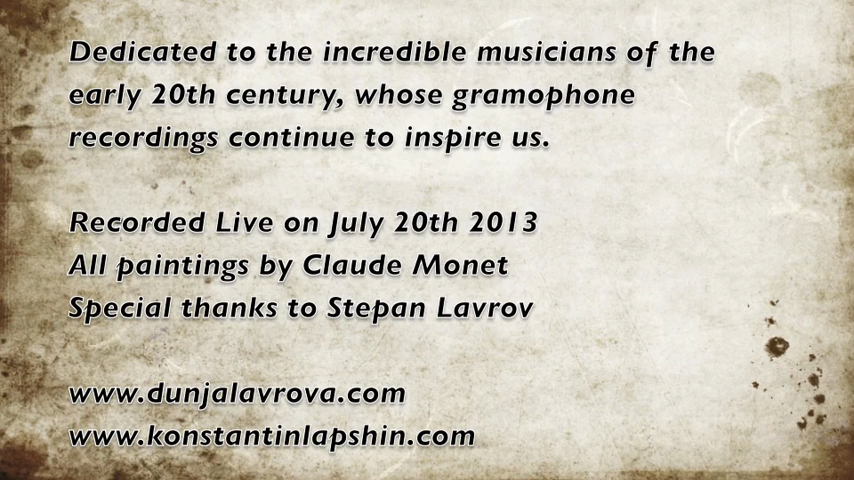 Dedicated to the incredible musicians of the
early 20th century, whose gramophone
recordings continue to inspire us.
Recorded Live on July 20th 2013
All paintings by Claude Monet
Special thanks to Stepan Lavrov
www.dunjalavrova.com
www.konstantinlapshin.com